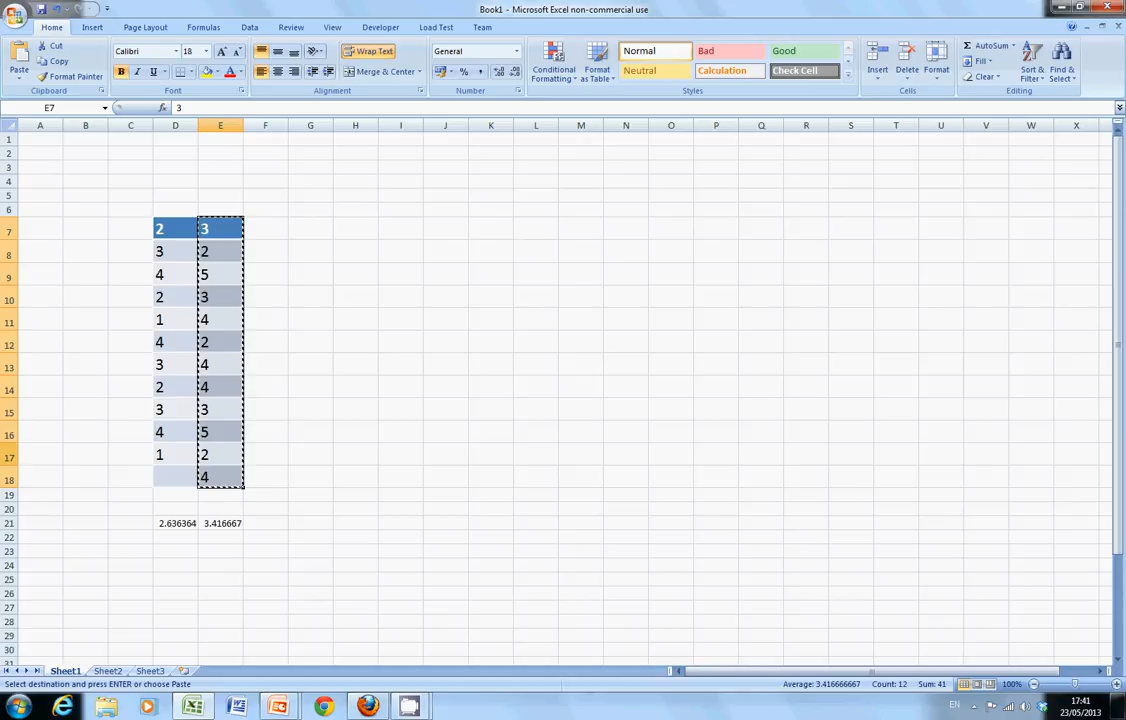 Book1 - Microsoft Excel non-commercial use
Home Insert Page Layout Formulas Data Review View Developer Load Test Team
Paste
Cut
Copy
Format Painter
Clipboard
Calibri 18
B I U
Font
Wrap Text
Merge & Center
Alignment
General
Number
Conditional Formatting
Format as Table
Normal Bad Good
Neutral Calculation Check Cell
Styles
Insert Delete Format
Cells
AutoSum
Fill
Clear
Sort & Filter
Find & Select
Editing
E7 fx 3
A B C D E F G H I J K L M N O P Q R S T U V W X
1
2
3
4
5
6
7 2 3
8 3 2
9 4 5
10 2 3
11 1 4
12 4 2
13 3 4
14 2 4
15 3 3
16 4 5
17 1 2
18 4
19
20
21 2.636364 3.416667
22
23
24
25
26
27
28
29
30
31
Sheet1 Sheet2 Sheet3
Select destination and press ENTER or choose Paste Average: 3.416666667 Count: 12 Sum: 41 100%
EN 17:41
23/05/2013